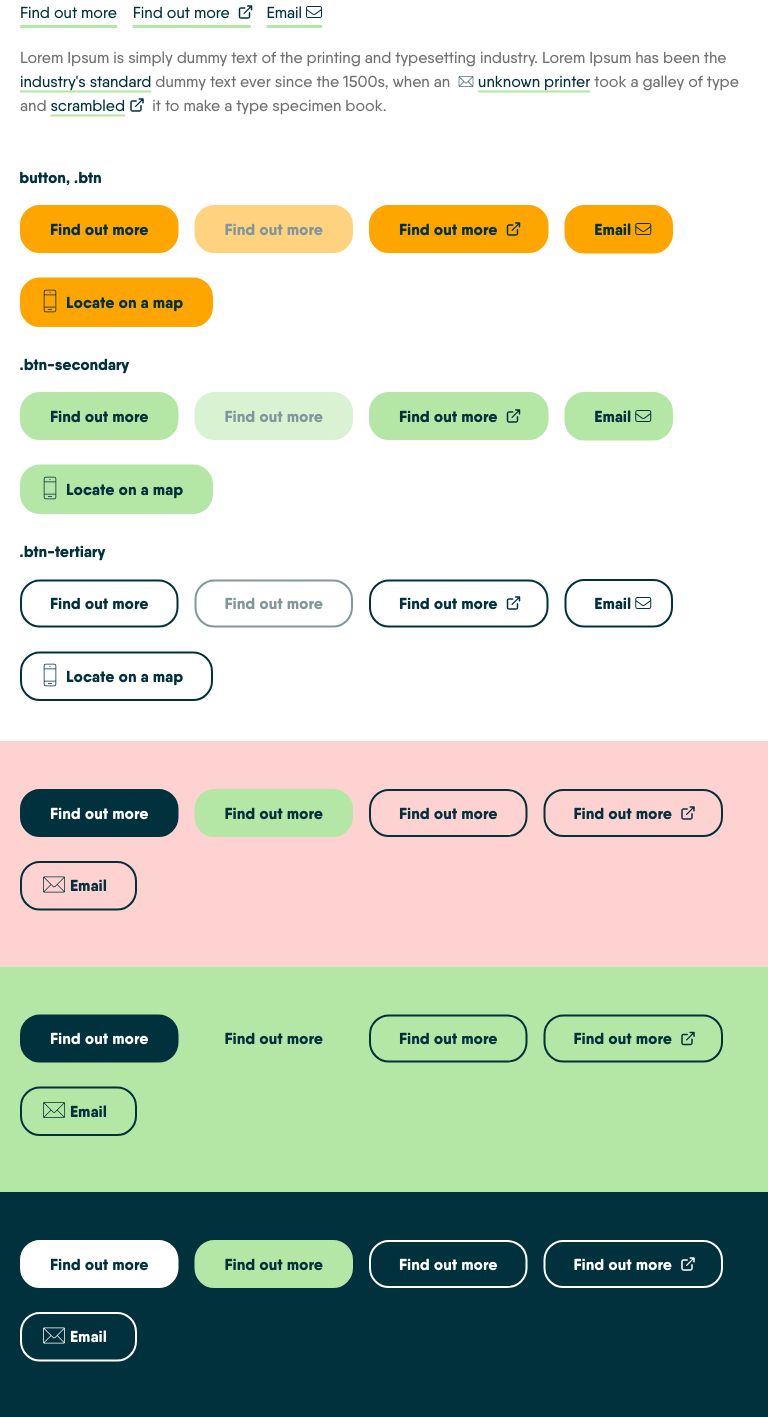 Find out more Find out more Email
Lorem Ipsum is simply dummy text of the printing and typesetting industry. Lorem Ipsum has been the
industry's standard dummy text ever since the 1500s, when an unknown printer took a galley of type
and scrambled it to make a type specimen book.
button, .btn
Find out more Find out more Find out more Email
Locate on a map
.btn-secondary
Find out more Find out more Find out more Email
Locate on a map
.btn-tertiary
Find out more Find out more Find out more Email
Locate on a map
Find out more Find out more Find out more Find out more
Email
Find out more Find out more Find out more Find out more
Email
Find out more Find out more Find out more Find out more
Email